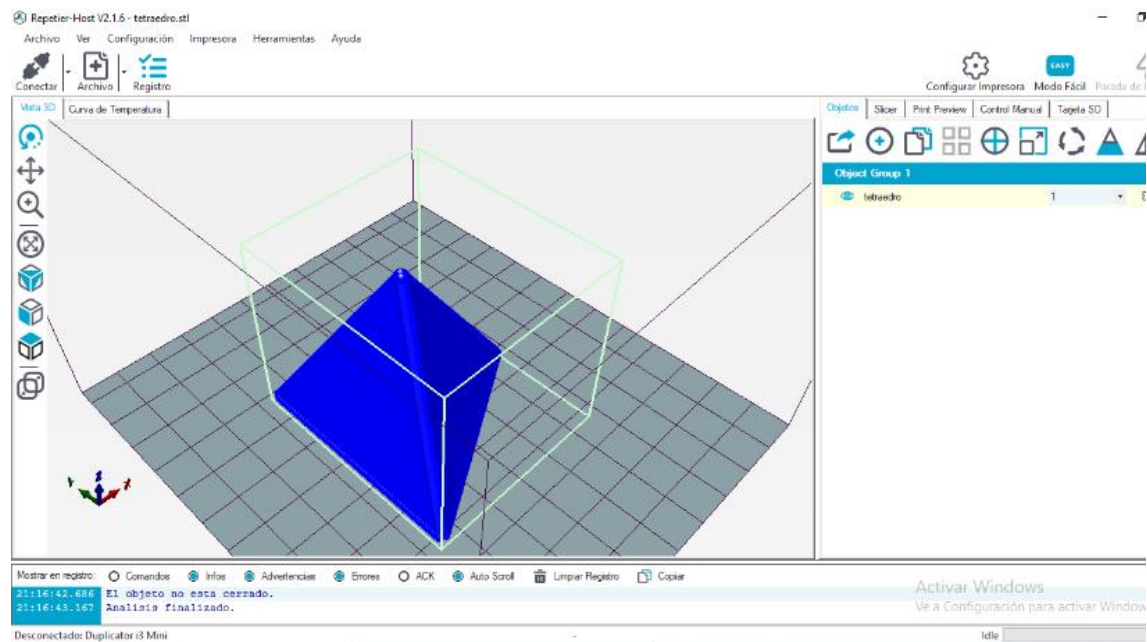 Repetier-Host V2.1.6 - tetraedro.stl
Archivo Ver Configuración Impresora Herramientas Ayuda
Conectar Archivo Registro Configurar Impresora EASY Modo Fácil Parada de
Vista 3D Curva de Temperatura Objetos Slicer Print Preview Control Manual Tarjeta SD
Object Group 1
tetraedro 1
Mostrar en registro: Comandos Infos Advertencias Errores ACK Auto Scroll Limpiar Registro Copiar
21:16:42.686 El objeto no esta cerrado.
21:16:43.167 Analisis finalizado.
Activar Windows
Ve a Configuración para activar Window
Desconectado: Duplicator i3 Mini - Idle